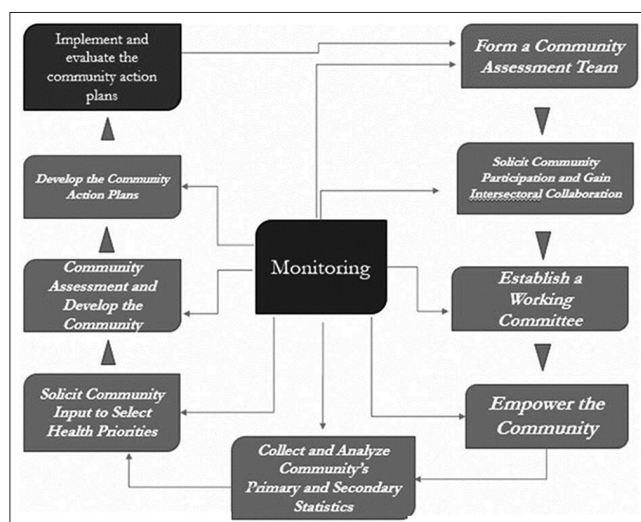 Implement and
evaluate the
community action
plans
Form a Community
Assessment Team
Solicit Community
Participation and Gain
Intersectoral Collaboration
Develop the Community
Action Plans
Monitoring
Community
Assessment and
Develop the
Community
Establish a
Working
Committee
Solicit Community
Input to Select
Health Priorities
Empower the
Community
Collect and Analyze
Community's
Primary and Secondary
Statistics